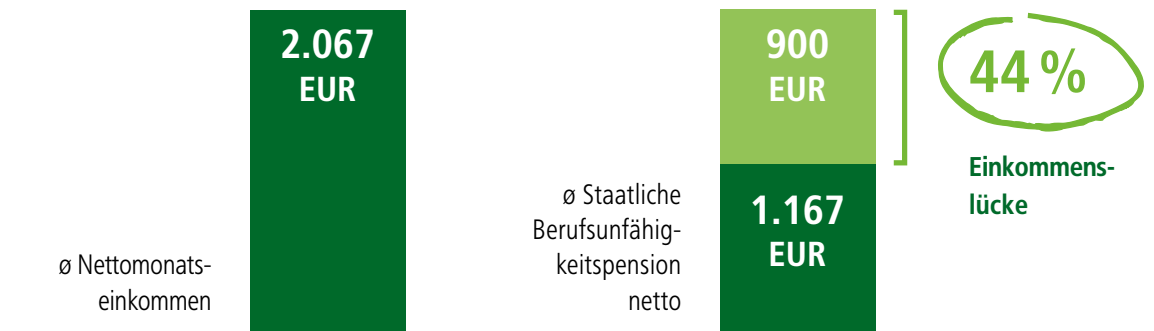 2.067
EUR
ø Nettomonats-
einkommen
900
EUR
ø Staatliche
Berufsunfähig-
keitspension
netto
1.167
EUR
44 %
Einkommens-
lücke